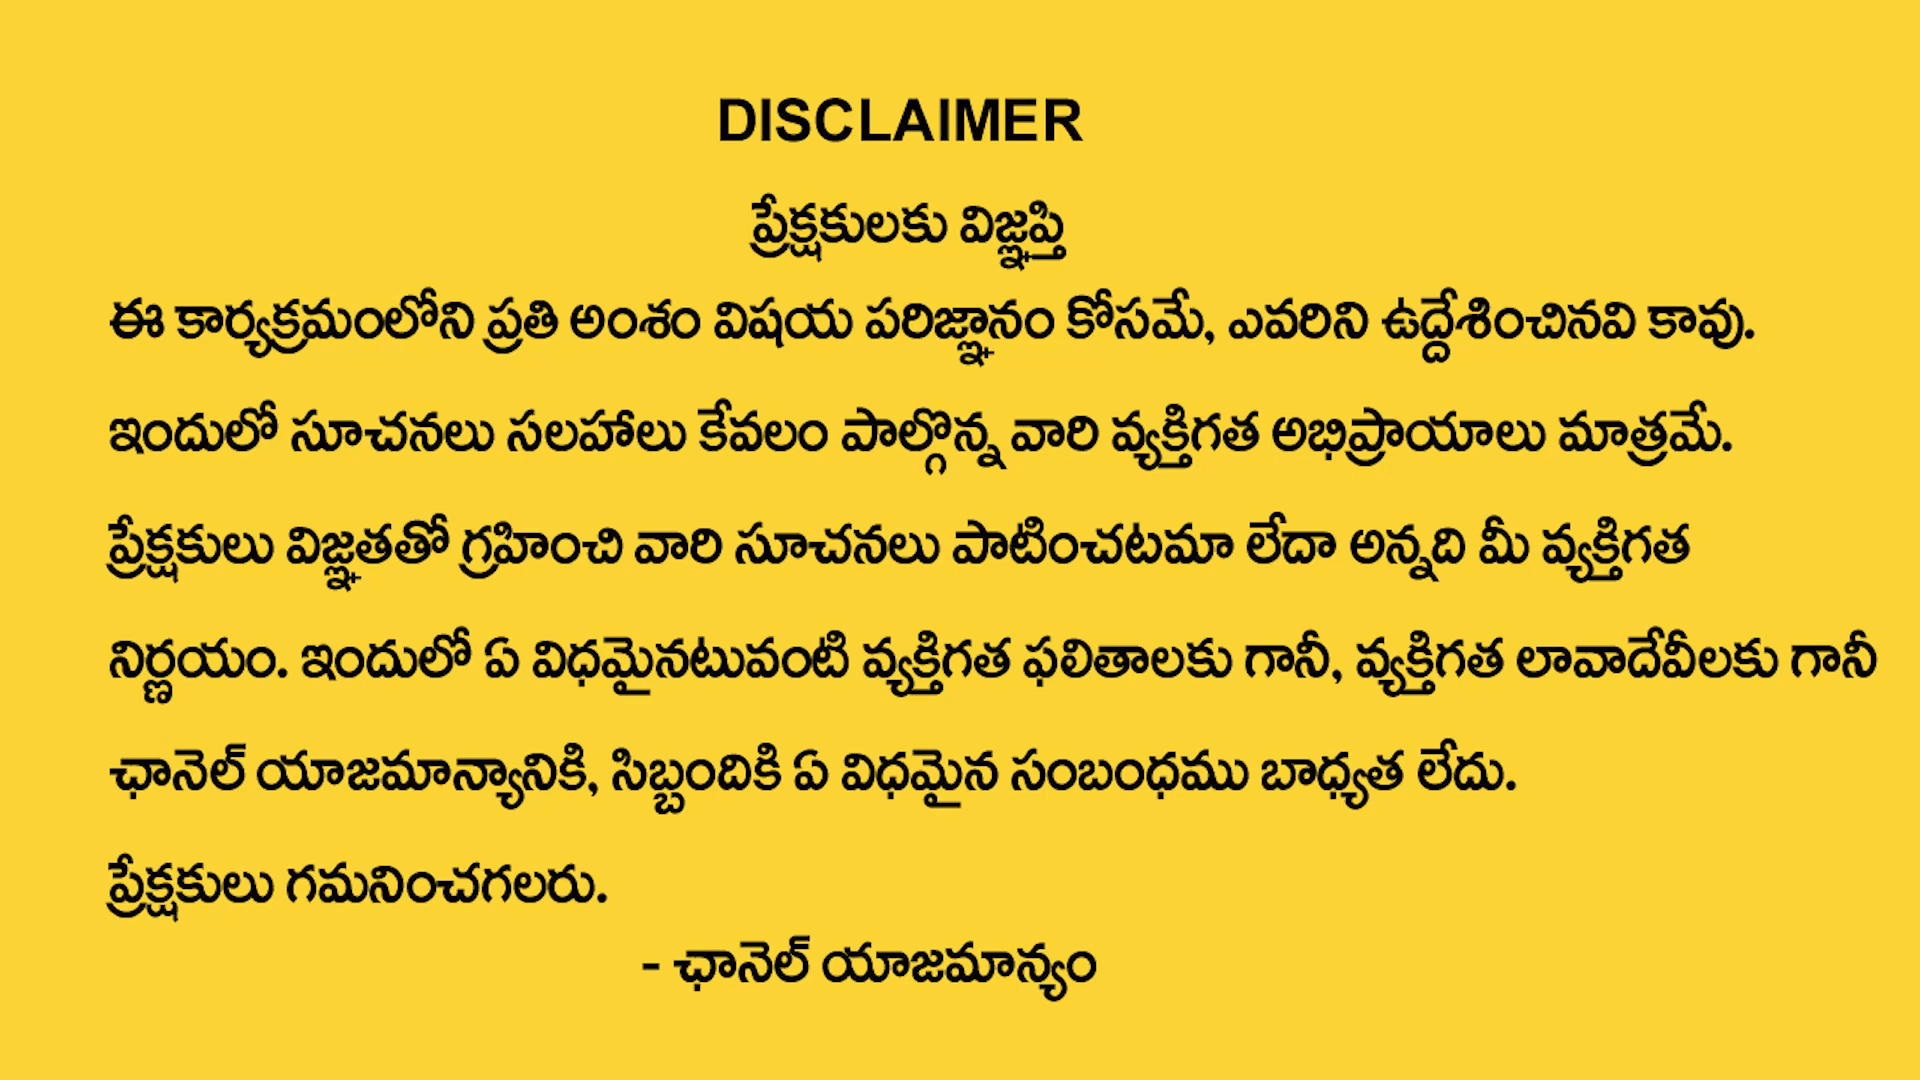 DISCLAIMER
ప్రేక్షకులకు విజ్ఞప్తి
ఈ కార్యక్రమంలోని ప్రతి అంశం విషయ పరిజ్ఞానం కోసమే, ఎవరిని ఉద్దేశించినవి కావు.
ఇందులో సూచనలు సలహాలు కేవలం పాల్గొన్న వారి వ్యక్తిగత అభిప్రాయాలు మాత్రమే.
ప్రేక్షకులు విజ్ఞతతో గ్రహించి వారి సూచనలు పాటించటమా లేదా అన్నది మీ వ్యక్తిగత
నిర్ణయం. ఇందులో ఏ విధమైనటువంటి వ్యక్తిగత ఫలితాలకు గానీ, వ్యక్తిగత లావాదేవీలకు గానీ
ఛానెల్ యాజమాన్యానికి, సిబ్బందికి ఏ విధమైన సంబంధము బాధ్యత లేదు.
ప్రేక్షకులు గమనించగలరు.
- ఛానెల్ యాజమాన్యం